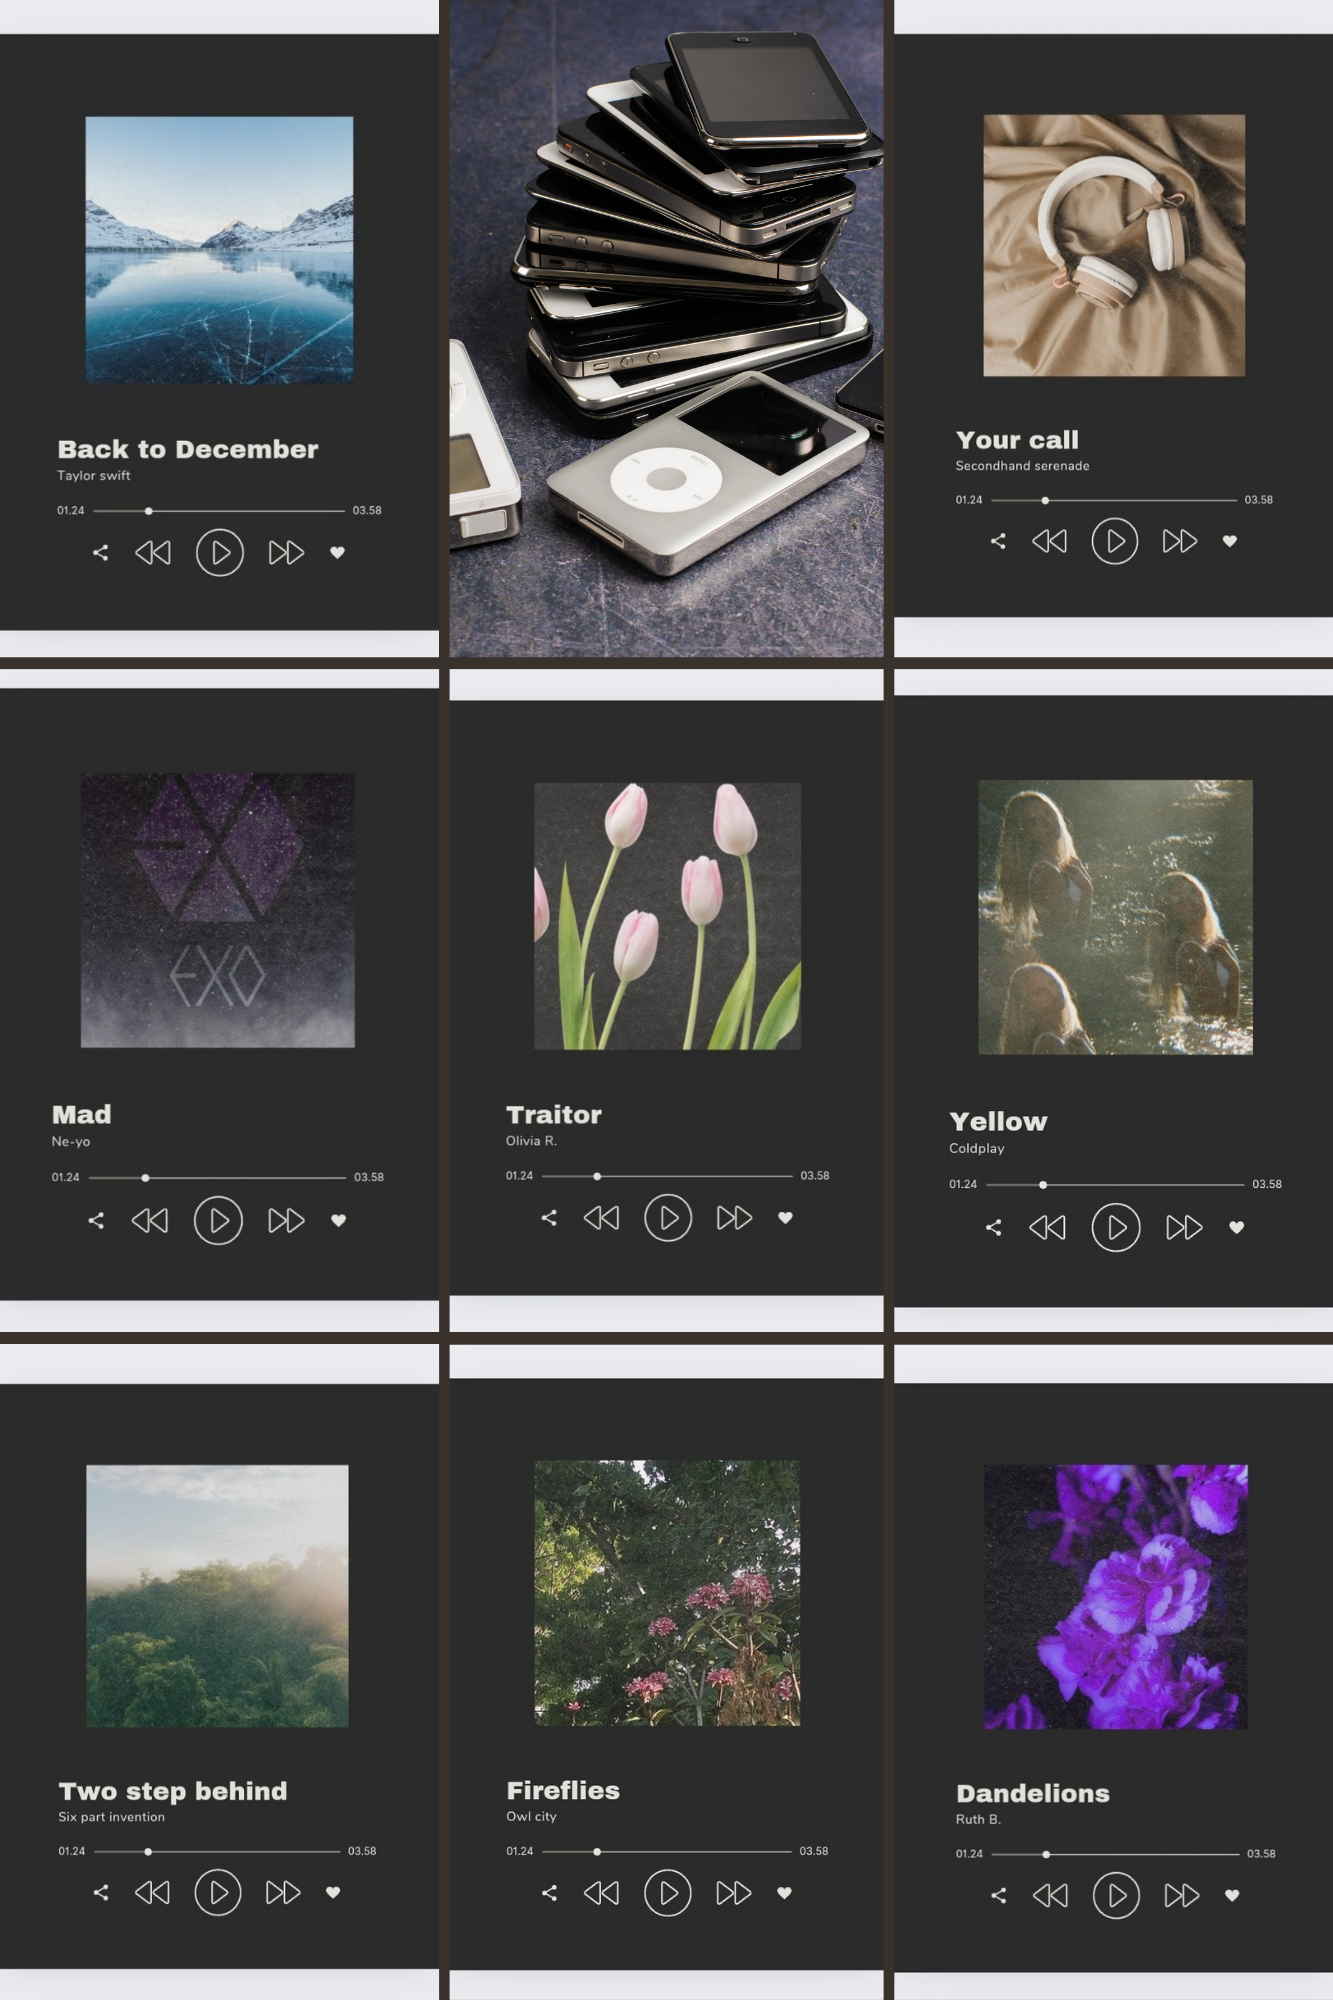 Back to December
Taylor swift
01.24
03.58
Your call
Secondhand serenade
01.24
03.58
EXO
Mad
Ne-yo
01.24
03.58
Traitor
Olivia R.
01.24
03.58
Yellow
Coldplay
01.24
03.58
Two step behind
Six part invention
01.24
03.58
Fireflies
Owl city
01.24
03.58
Dandelions
Ruth B.
01.24
03.58